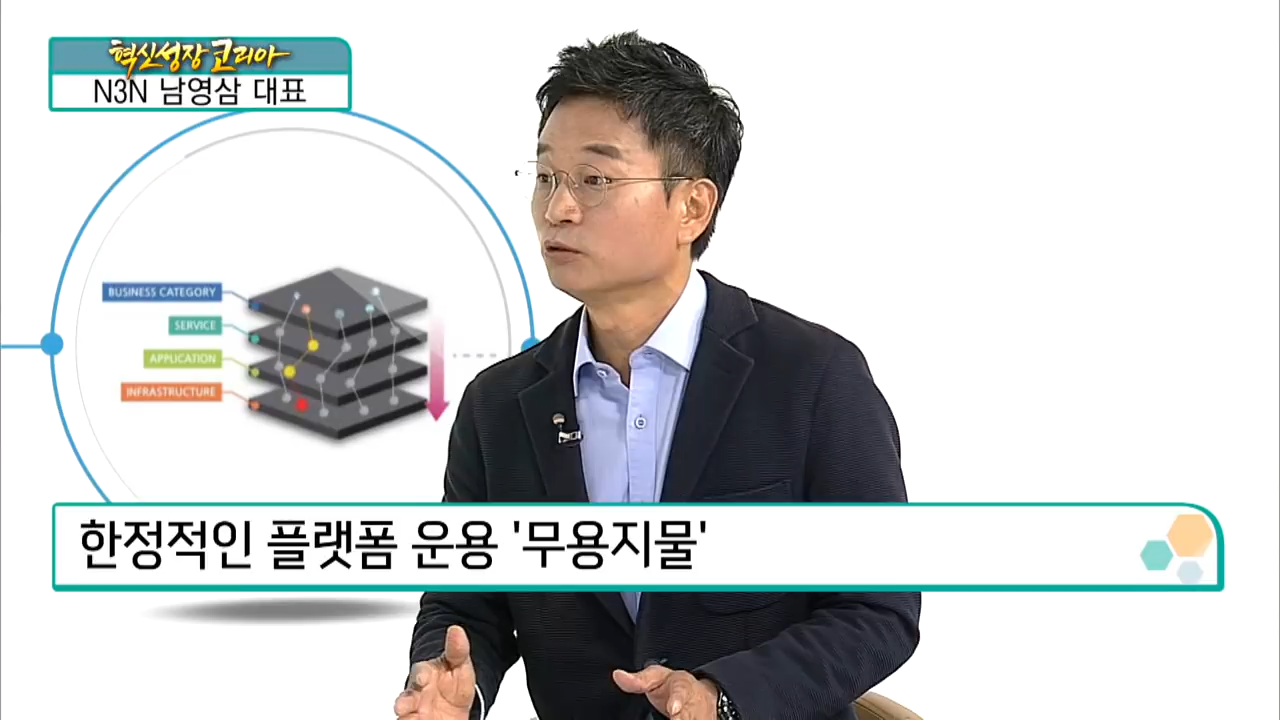 혁신성장 코리아
N3N 남영삼 대표
BUSINESS CATEGORY
SERVICE
APPLICATION
INFRASTRUCTURE
한정적인 플랫폼 운용 '무용지물'